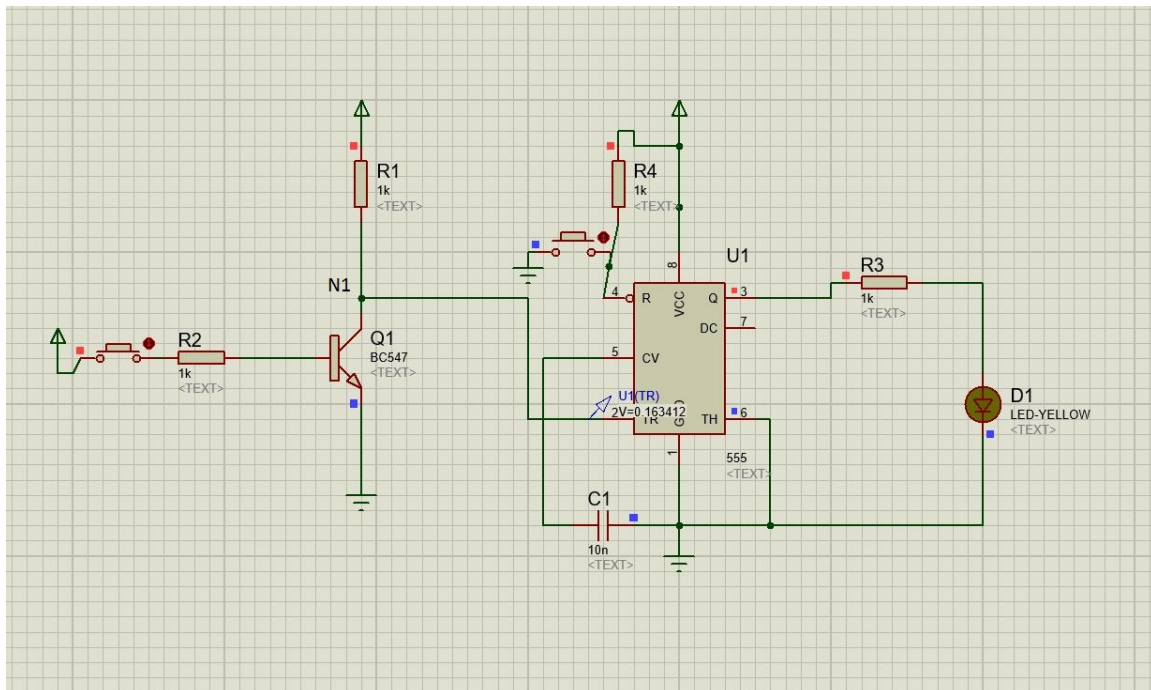 R1
1k
<TEXT>
R4
1k
<TEXT>
U1
8
R3
1k
<TEXT>
N1
4
R
VCC
Q
3
DC
7
R2
1k
<TEXT>
Q1
BC547
<TEXT>
5
CV
U1(TR)
2
V=0.163412
TR
GND
TH
6
D1
LED-YELLOW
<TEXT>
1
555
<TEXT>
C1
10n
<TEXT>